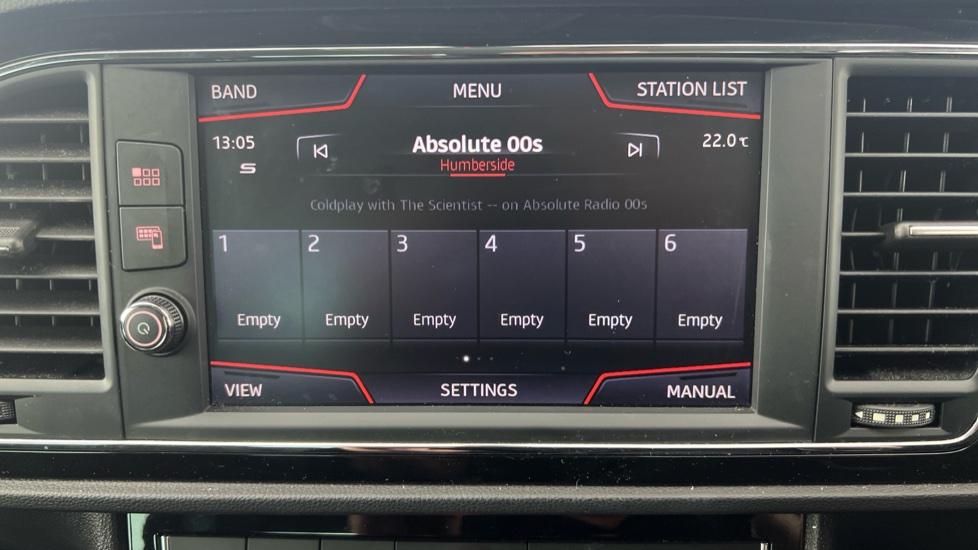 BAND MENU STATION LIST
13:05 Absolute 00s 22.0°C
Humberside
Coldplay with The Scientist -- on Absolute Radio 00s
1 2 3 4 5 6
Empty Empty Empty Empty Empty Empty
VIEW SETTINGS MANUAL